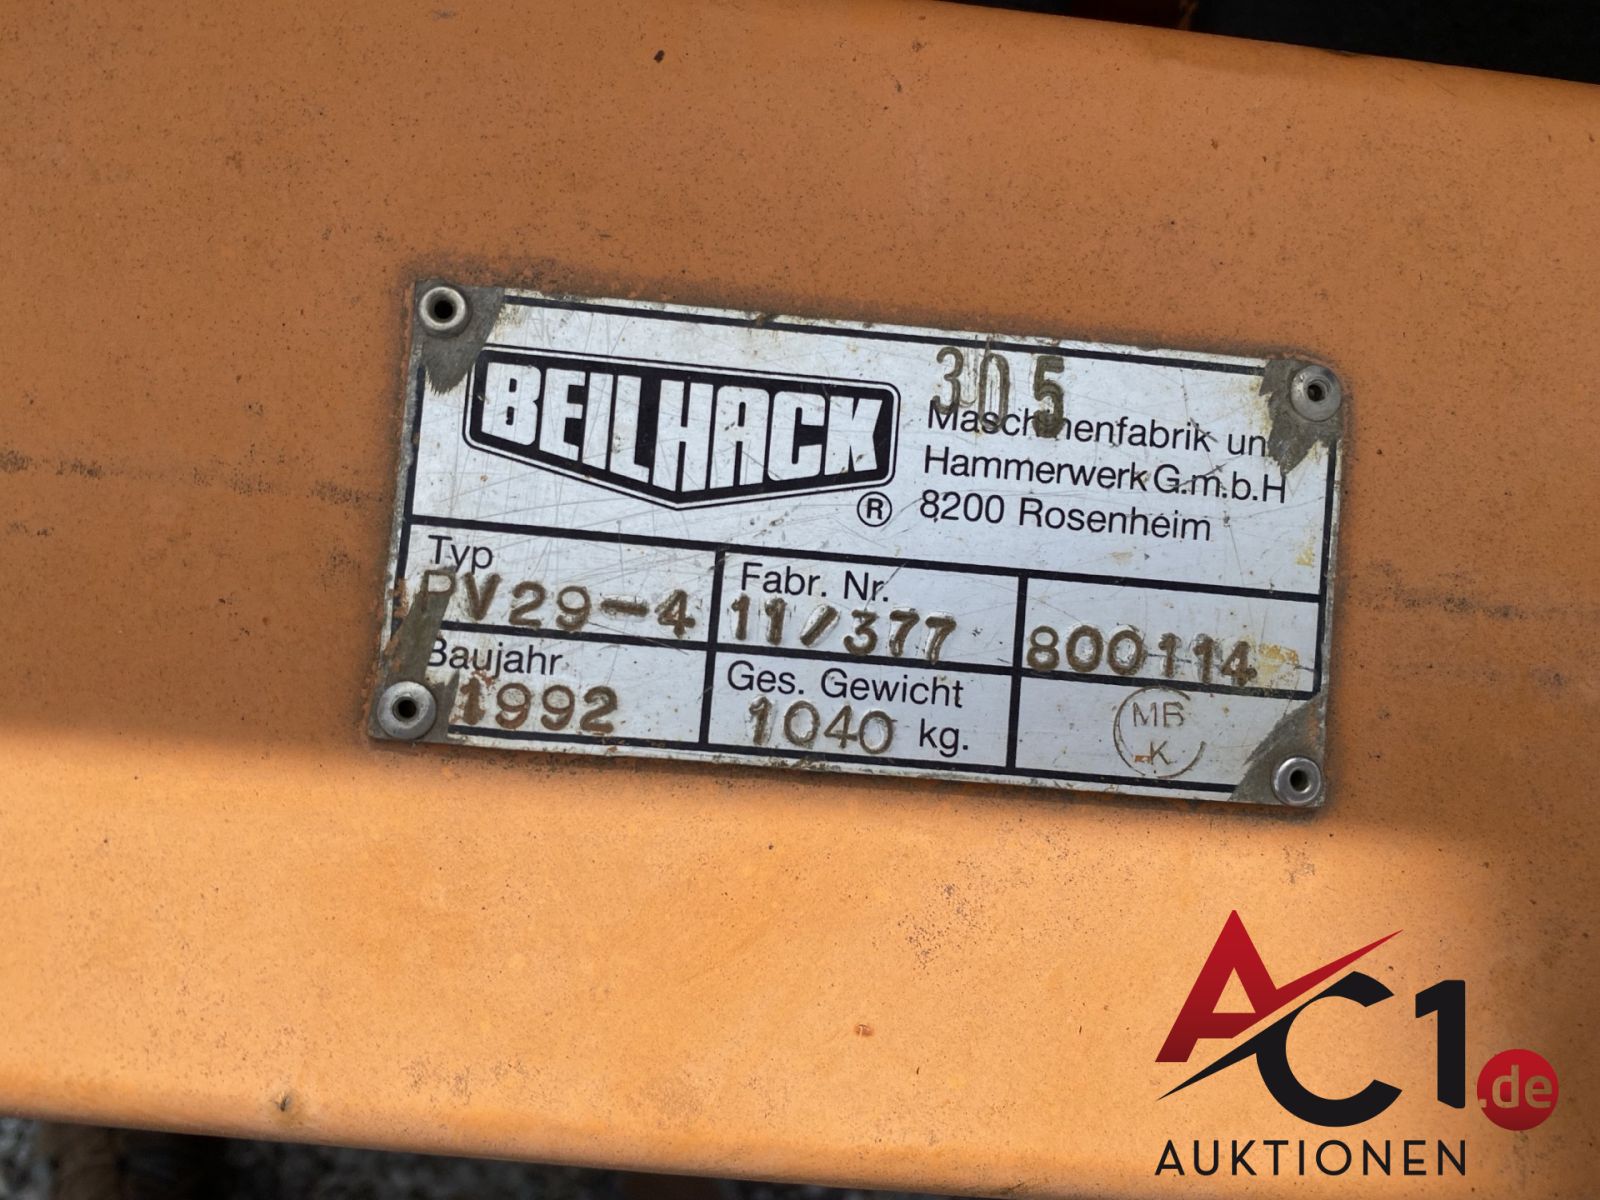 305
BEILHACK ®
Maschinenfabrik un
Hammerwerk G.m.b.H
8200 Rosenheim
Typ
PV29-4
Fabr. Nr.
11/377
800114
Baujahr
1992
Ges. Gewicht
1040 kg.
MB
K
AC1.de
AUKTIONEN